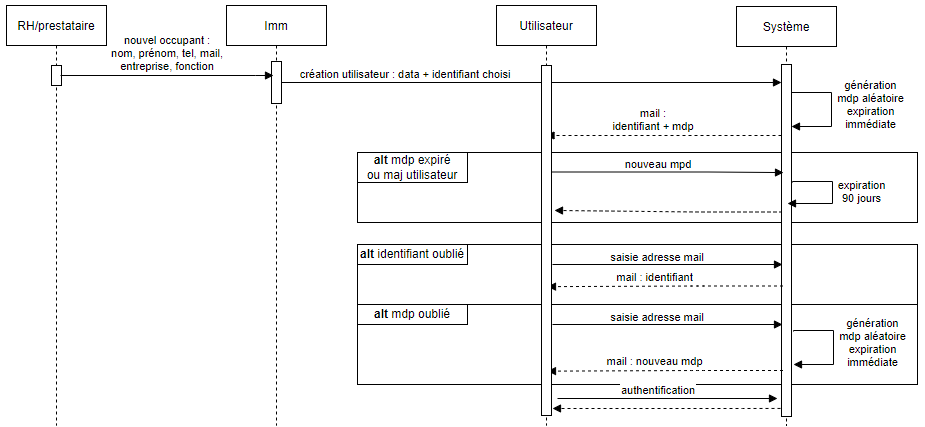 RH/prestataire
Imm
Utilisateur
Système
nouvel occupant :
nom, prénom, tel, mail,
entreprise, fonction
création utilisateur : data + identifiant choisi
génération
mdp aléatoire
expiration
immédiate
mail :
identifiant + mdp
alt mdp expiré
ou maj utilisateur
nouveau mpd
expiration
90 jours
alt identifiant oublié
saisie adresse mail
mail : identifiant
alt mdp oublié
saisie adresse mail
génération
mdp aléatoire
expiration
immédiate
mail : nouveau mdp
authentification